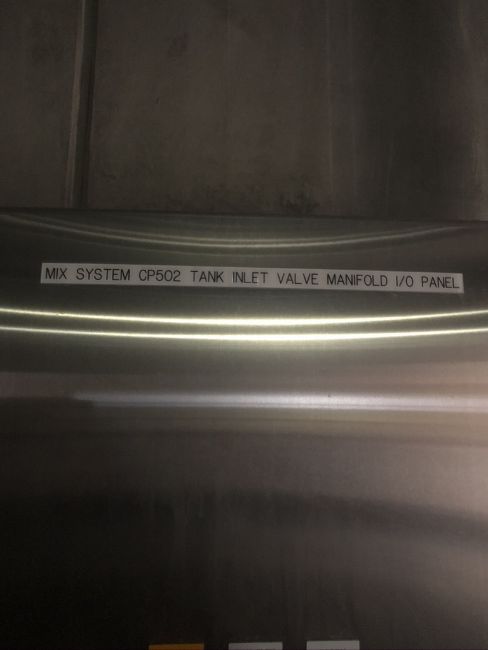 MIX SYSTEM CP502 TANK INLET VALVE MANIFOLD I/O PANEL